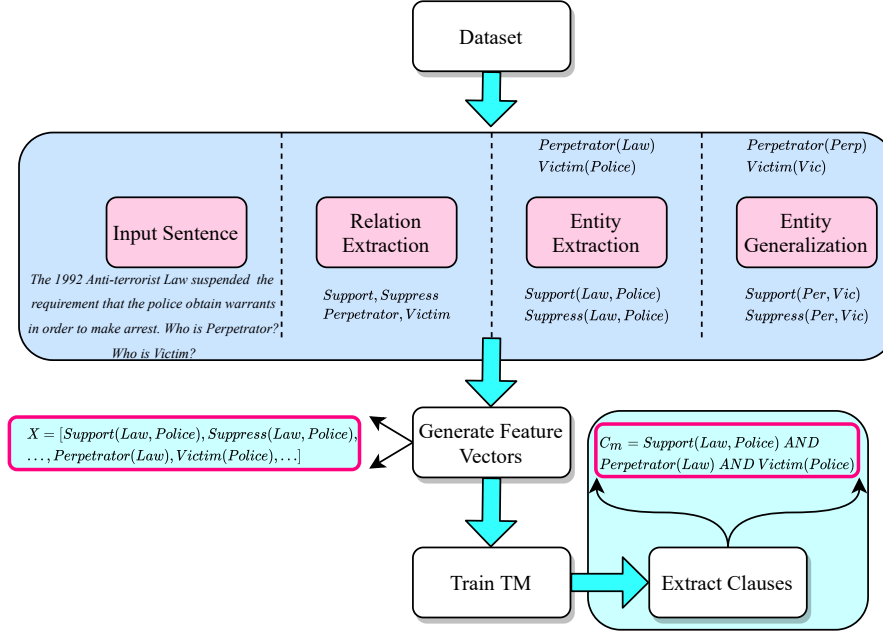 Dataset
Input Sentence
The 1992 Anti-terrorist Law suspended the
requirement that the police obtain warrants
in order to make arrest. Who is Perpetrator?
Who is Victim?
Relation
Extraction
Support, Suppress
Perpetrator, Victim
Perpetrator(Law)
Victim(Police)
Entity
Extraction
Support(Law, Police)
Suppress(Law, Police)
Perpetrator(Perp)
Victim(Vic)
Entity
Generalization
Support(Per, Vic)
Suppress(Per, Vic)
X = [Support(Law, Police), Suppress(Law, Police),
…, Perpetrator(Law), Victim(Police), …]
Generate Feature
Vectors
C_m = Support(Law, Police) AND
Perpetrator(Law) AND Victim(Police)
Train TM
Extract Clauses